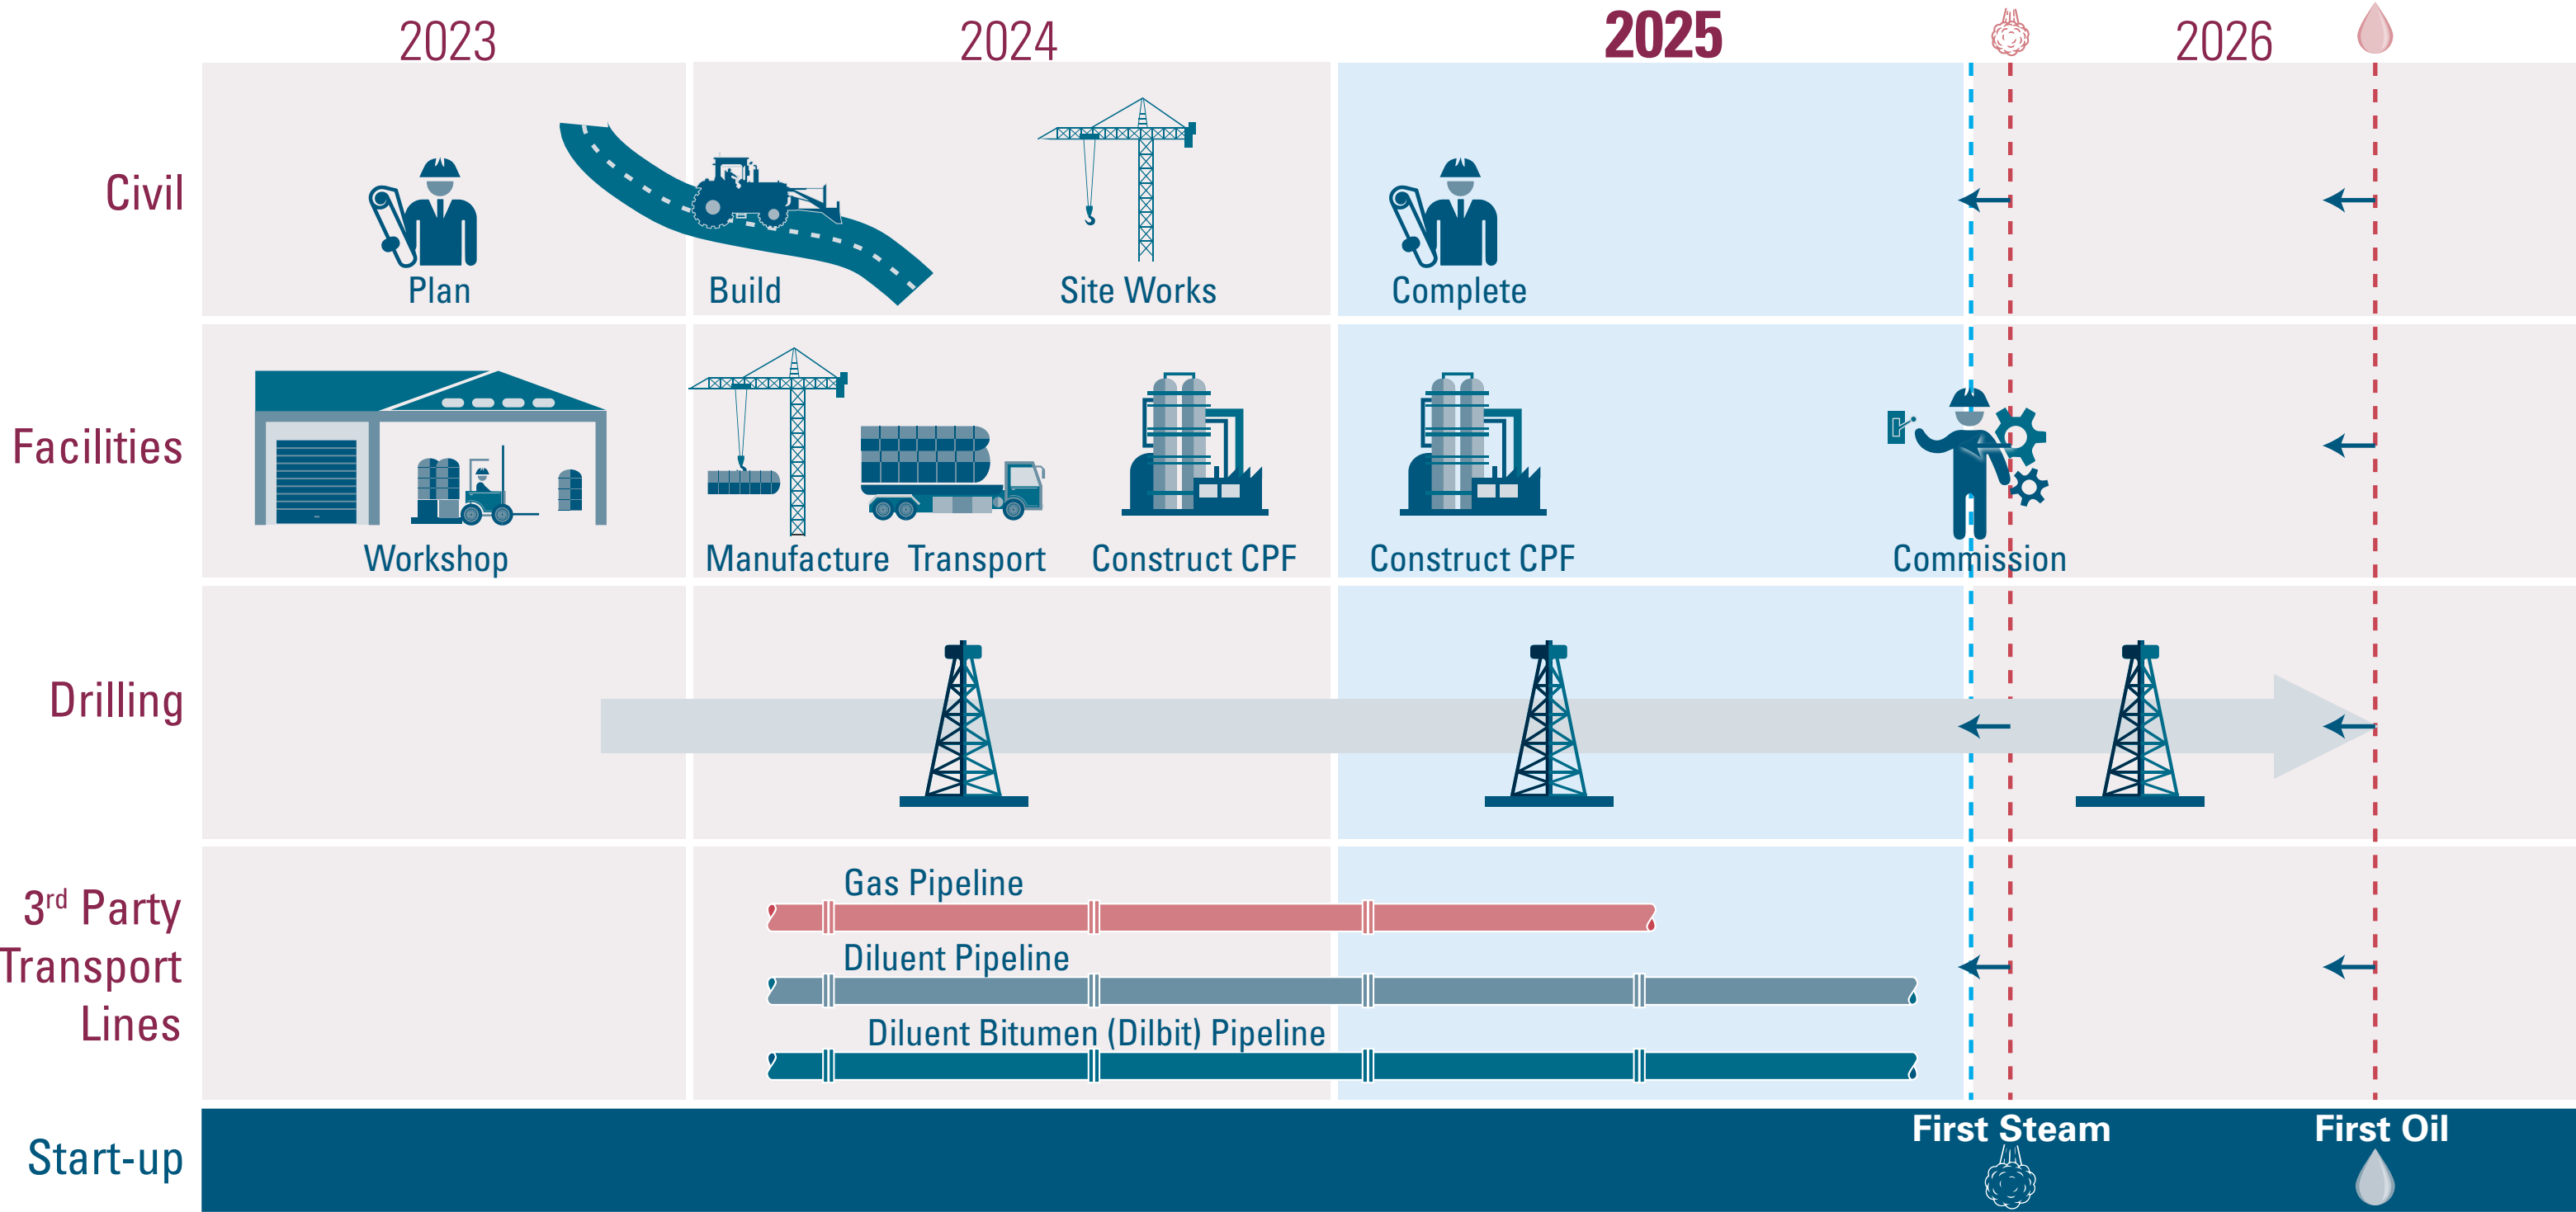 2023
2024
2025
2026
Civil
Plan
Build
Site Works
Complete
Facilities
Workshop
Manufacture
Transport
Construct CPF
Construct CPF
Commission
Drilling
3rd Party
Transport
Lines
Gas Pipeline
Diluent Pipeline
Diluent Bitumen (Dilbit) Pipeline
Start-up
First Steam
First Oil